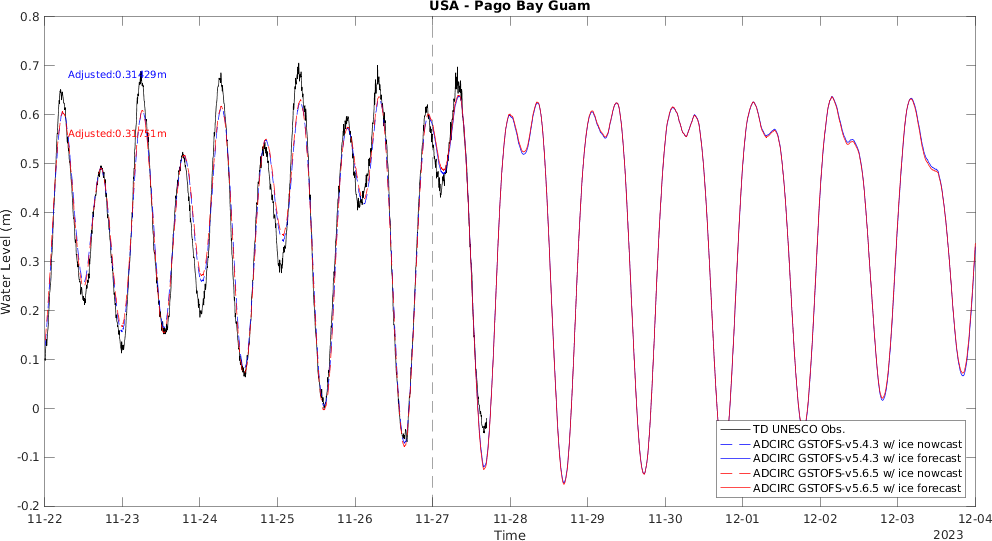 USA - Pago Bay Guam
0.8
0.7
0.6
0.5
0.4
0.3
0.2
0.1
0
-0.1
-0.2
Water Level (m)
Adjusted:0.31429m
Adjusted:0.31751m
TD UNESCO Obs.
ADCIRC GSTOFS-v5.4.3 w/ ice nowcast
ADCIRC GSTOFS-v5.4.3 w/ ice forecast
ADCIRC GSTOFS-v5.6.5 w/ ice nowcast
ADCIRC GSTOFS-v5.6.5 w/ ice forecast
11-22 11-23 11-24 11-25 11-26 11-27 11-28 11-29 11-30 12-01 12-02 12-03 12-04
Time
2023